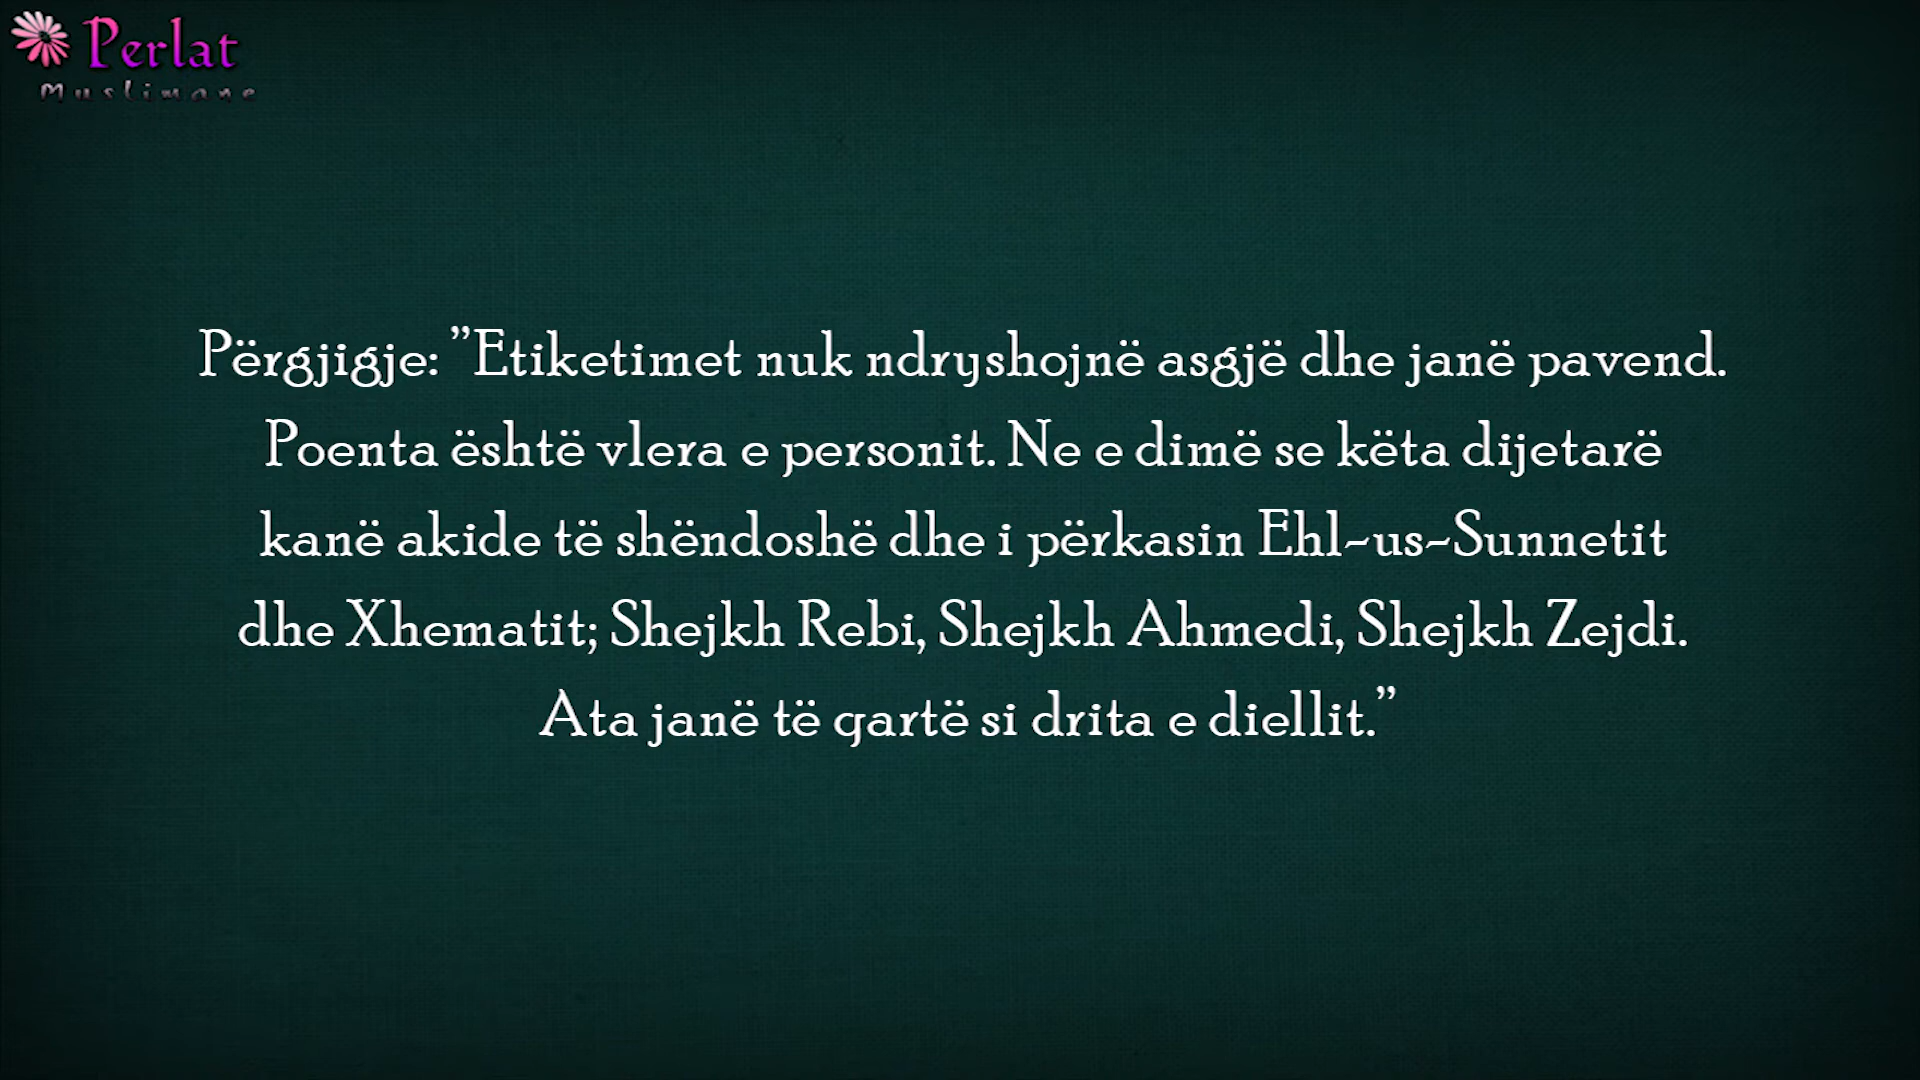 Perlat
Muslimane
Përgjigje: ”Etiketimet nuk ndryshojnë asgjë dhe janë pavend.
Poenta është vlera e personit. Ne e dimë se këta dijetarë
kanë akide të shëndoshë dhe i përkasin Ehl-us-Sunnetit
dhe Xhematit; Shejkh Rebi, Shejkh Ahmedi, Shejkh Zejdi.
Ata janë të qartë si drita e diellit.”